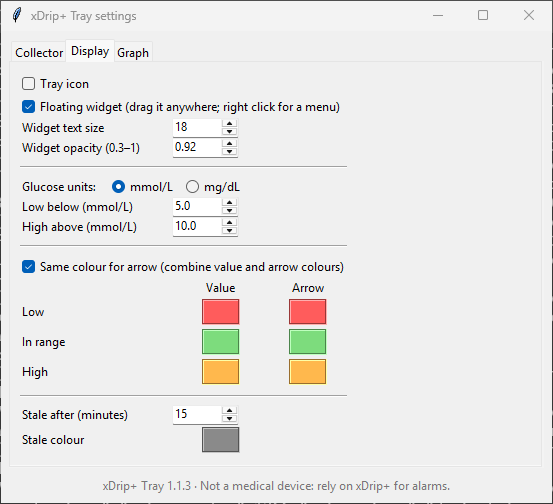 xDrip+ Tray settings
Collector Display Graph
Tray icon
Floating widget (drag it anywhere; right click for a menu)
Widget text size 18
Widget opacity (0.3–1) 0.92
Glucose units: mmol/L mg/dL
Low below (mmol/L) 5.0
High above (mmol/L) 10.0
Same colour for arrow (combine value and arrow colours)
Value Arrow
Low
In range
High
Stale after (minutes) 15
Stale colour
xDrip+ Tray 1.1.3 · Not a medical device: rely on xDrip+ for alarms.